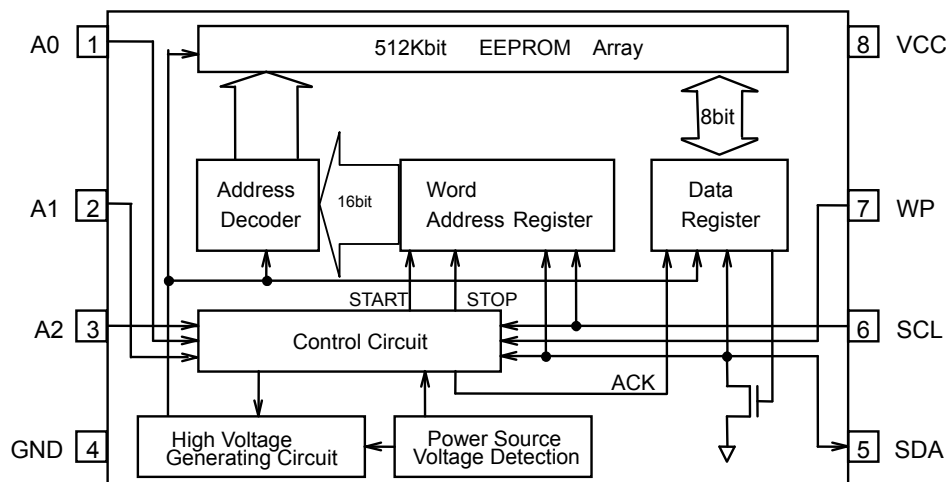 A0 1
512Kbit EEPROM Array
8 VCC
8bit
A1 2
Address
Decoder
16bit
Word
Address Register
Data
Register
7 WP
START
STOP
A2 3
Control Circuit
6 SCL
ACK
GND 4
High Voltage
Generating Circuit
Power Source
Voltage Detection
5 SDA